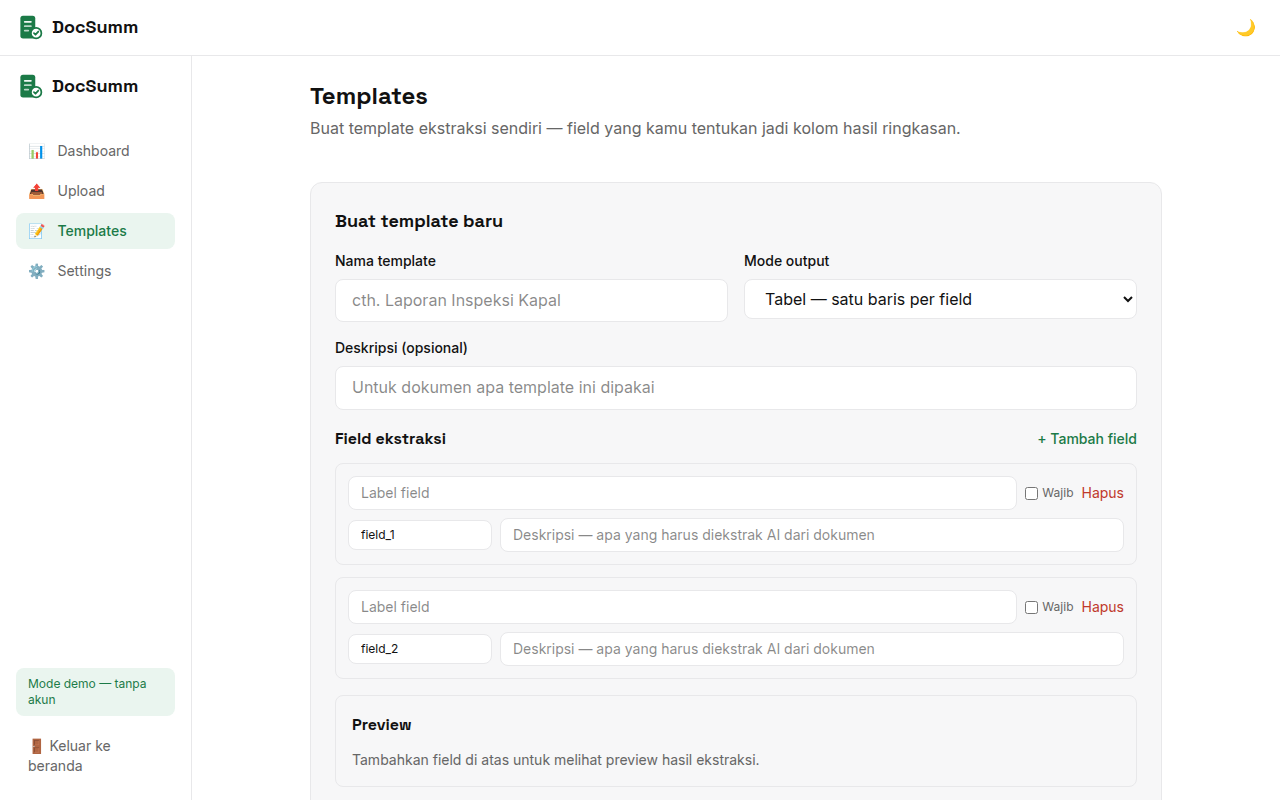 DocSumm
DocSumm
Dashboard
Upload
Templates
Settings
Mode demo — tanpa
akun
Keluar ke
beranda
Templates
Buat template ekstraksi sendiri — field yang kamu tentukan jadi kolom hasil ringkasan.
Buat template baru
Nama template
Mode output
cth. Laporan Inspeksi Kapal
Tabel — satu baris per field
Deskripsi (opsional)
Untuk dokumen apa template ini dipakai
Field ekstraksi
+ Tambah field
Label field
Wajib
Hapus
field_1
Deskripsi — apa yang harus diekstrak AI dari dokumen
Label field
Wajib
Hapus
field_2
Deskripsi — apa yang harus diekstrak AI dari dokumen
Preview
Tambahkan field di atas untuk melihat preview hasil ekstraksi.